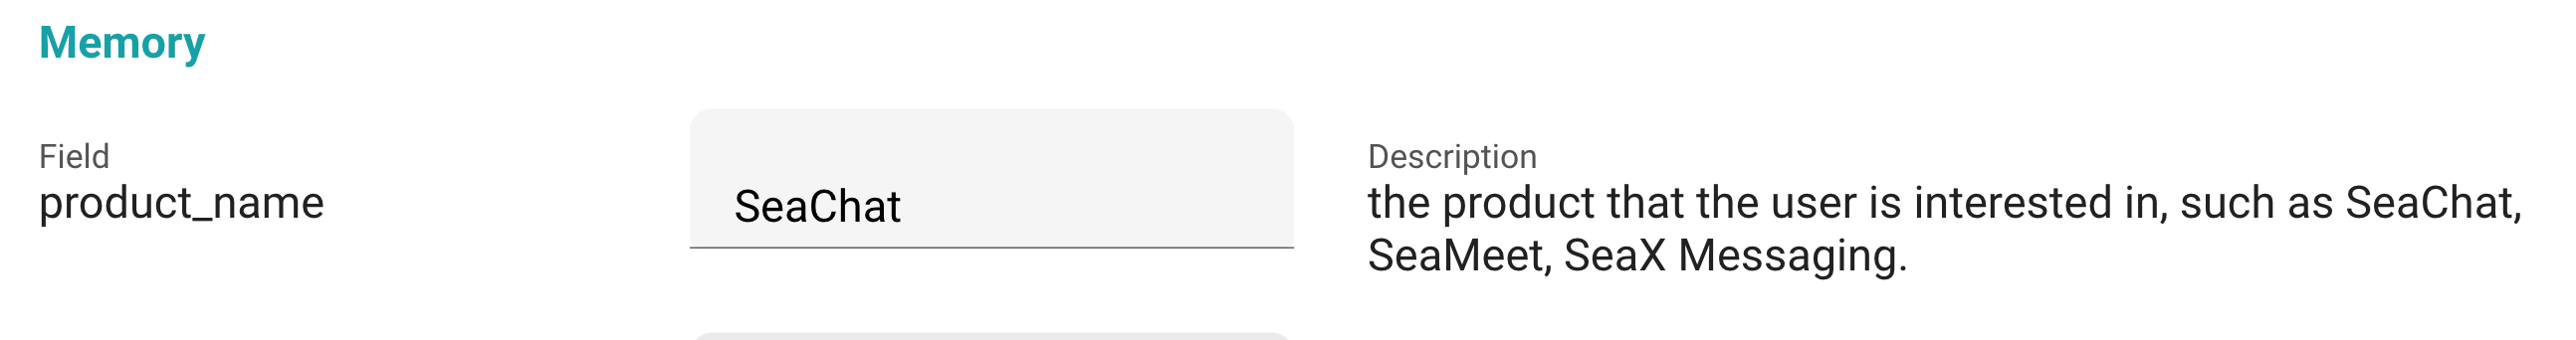 Memory
Field
product_name
SeaChat
Description
the product that the user is interested in, such as SeaChat,
SeaMeet, SeaX Messaging.